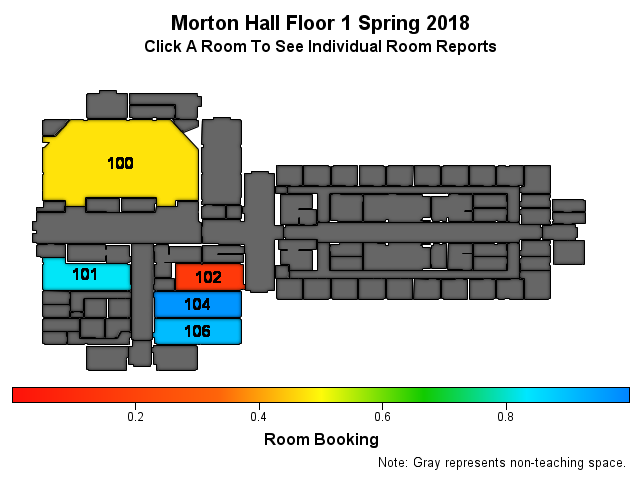 Morton Hall Floor 1 Spring 2018
Click A Room To See Individual Room Reports
100
101
102
104
106
0.2 0.4 0.6 0.8
Room Booking
Note: Gray represents non-teaching space.